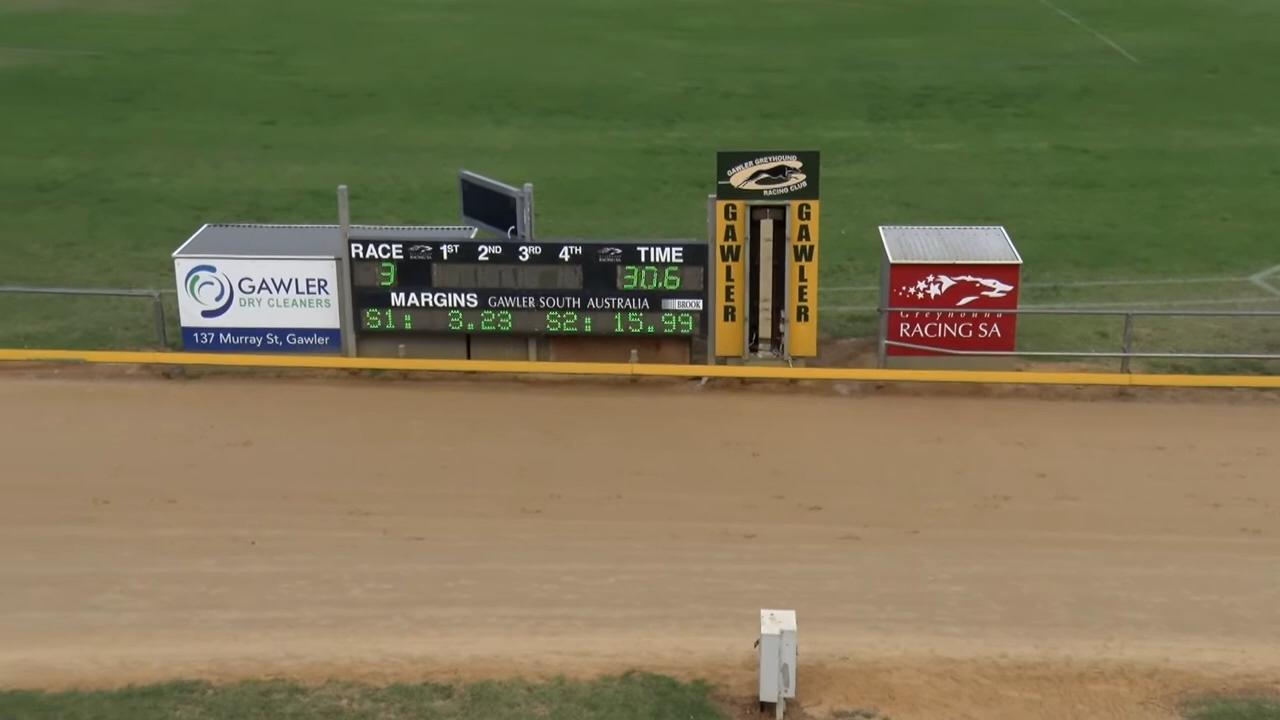 GAWLER GREYHOUND
RACING CLUB
GAWLER
GAWLER
RACE 1ST 2ND 3RD 4TH TIME
3 30.6
MARGINS GAWLER SOUTH AUSTRALIA BROOK
S1: 3.29 S2: 15.99
GAWLER
DRY CLEANERS
137 Murray St, Gawler
Greyhound
RACING SA